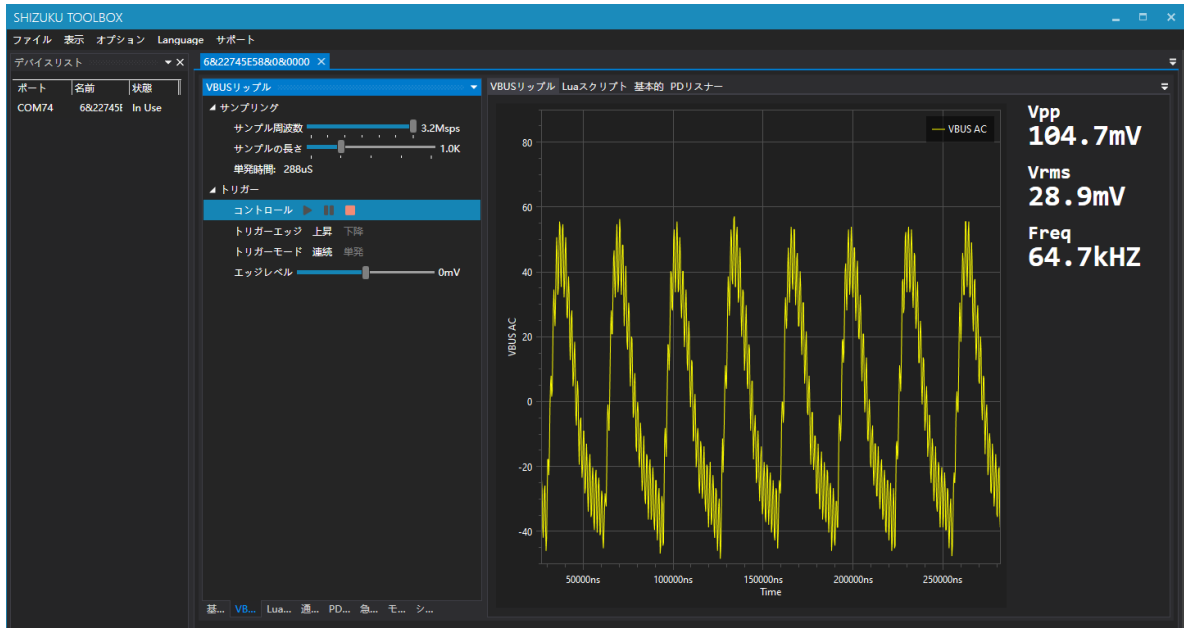 SHIZUKU TOOLBOX
ファイル 表示 オプション Language サポート
デバイスリスト
ポート 名前 状態
COM74 6&22745E In Use
6&22745E58&0&0000
VBUSリップル
サンプリング
サンプル周波数 3.2Msps
サンプルの長さ 1.0K
単発時間: 288uS
トリガー
コントロール
トリガーエッジ 上昇 下降
トリガーモード 連続 単発
エッジレベル 0mV
基... VB... Lua... 通... PD... 急... モ... シ...
VBUSリップル Luaスクリプト 基本的 PDリスナー
VBUS AC
80
60
40
20
0
-20
-40
VBUS AC
50000ns 100000ns 150000ns 200000ns 250000ns
Time
Vpp
104.7mV
Vrms
28.9mV
Freq
64.7kHZ